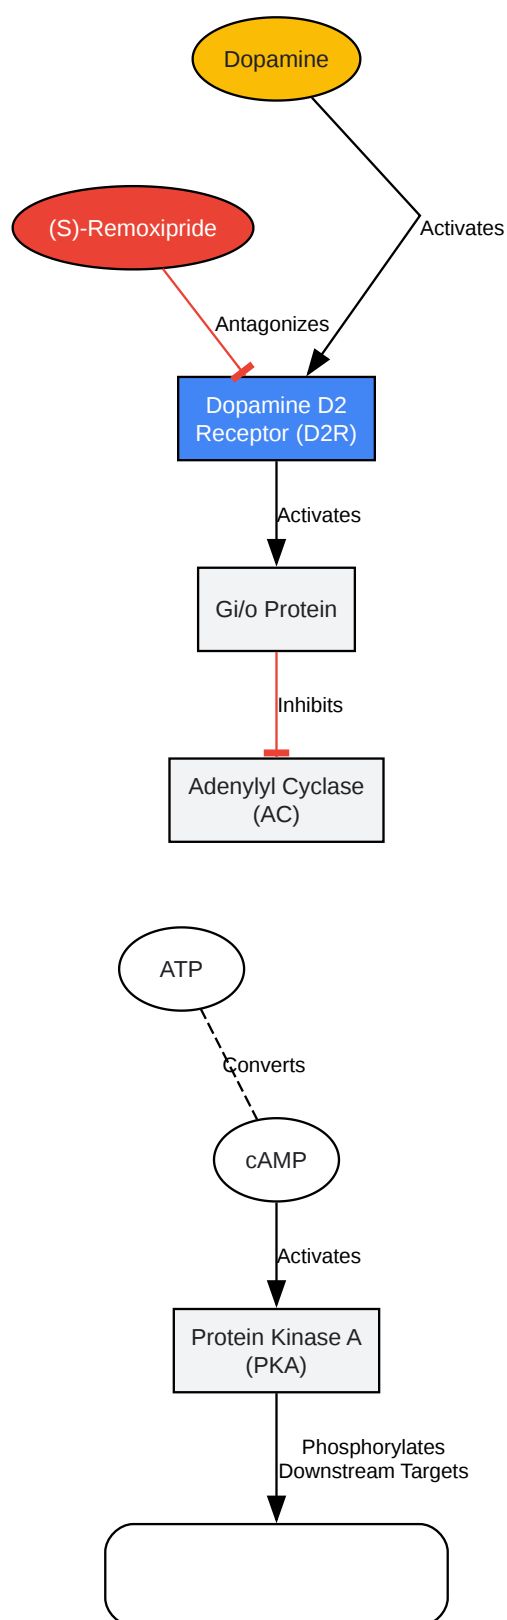 Dopamine
(S)-Remoxipride
Activates
Antagonizes
Dopamine D2
Receptor (D2R)
Activates
Gi/o Protein
Inhibits
Adenylyl Cyclase
(AC)
ATP
Converts
cAMP
Activates
Protein Kinase A
(PKA)
Phosphorylates
Downstream Targets